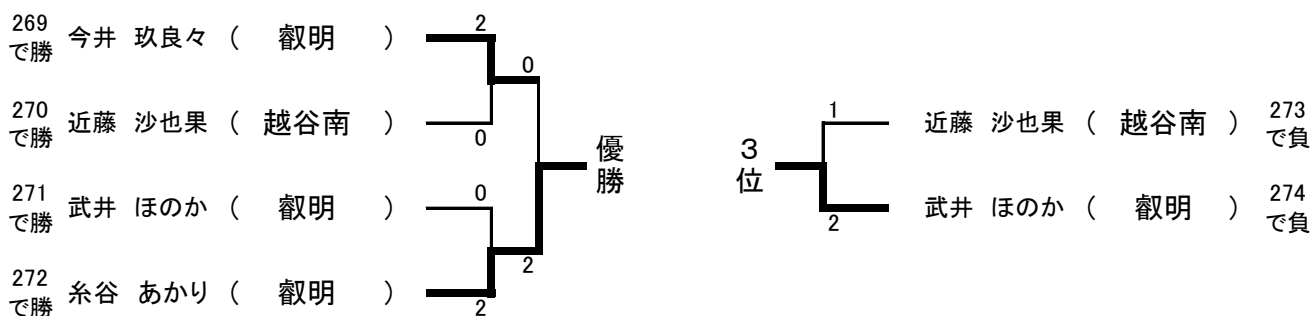 269
で勝 今井 玖良々 ( 叡明 ) 2
0
270
で勝 近藤 沙也果 ( 越谷南 ) 0
優勝
271
で勝 武井 ほのか ( 叡明 ) 0
2
272
で勝 糸谷 あかり ( 叡明 ) 2
3位
1 近藤 沙也果 ( 越谷南 ) 273
で負
2 武井 ほのか ( 叡明 ) 274
で負